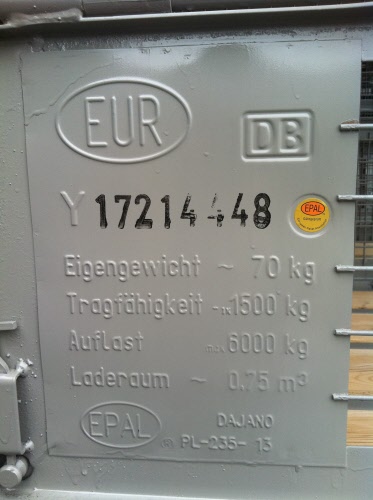 EUR DB
Y 17214448 EPAL
Eigengewicht ~ 70 kg
Tragfähigkeit 1500 kg
Auflast max. 6000 kg
Laderaum ~ 0,75 m³
EPAL DAJANO
PL-235-13